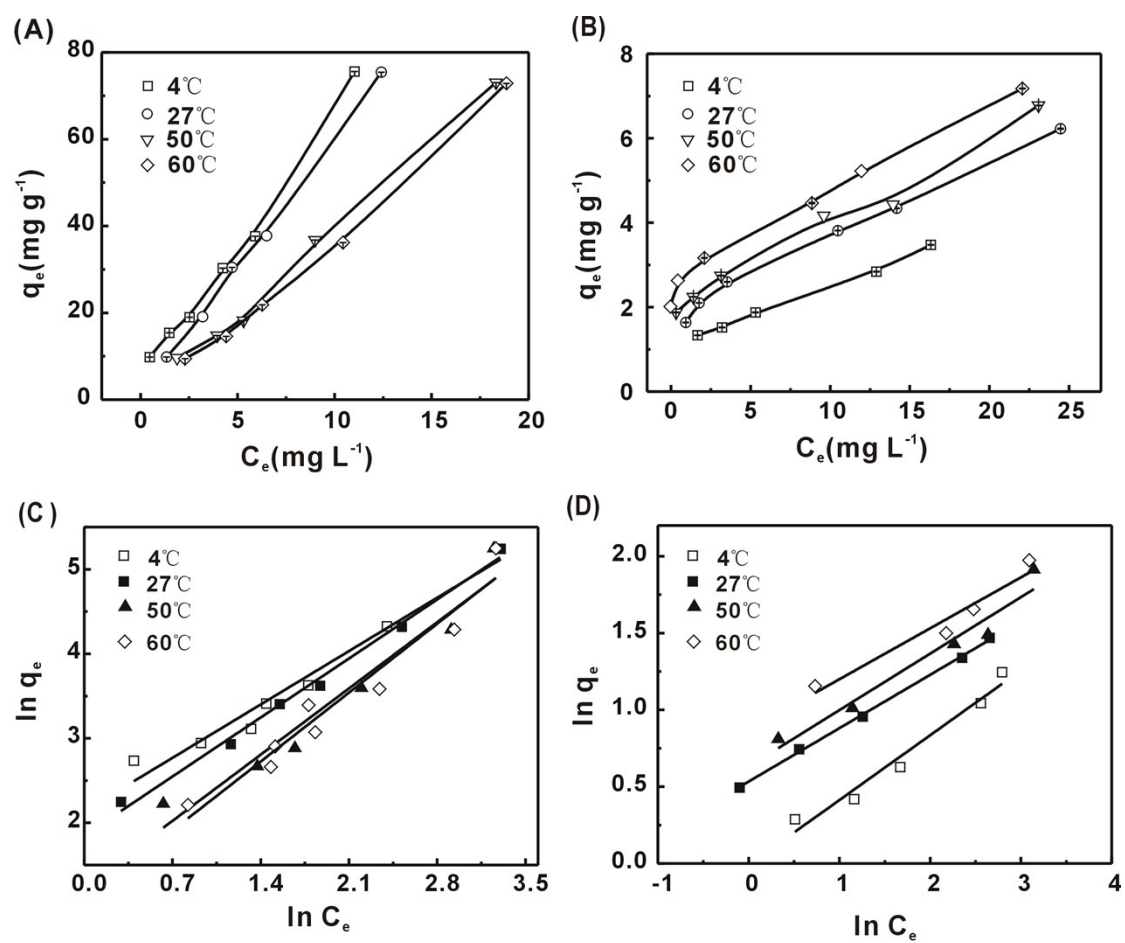 (A)
80
60
40
20
0
qₑ(mg g⁻¹)
4℃
27℃
50℃
60℃
0 5 10 15 20
Cₑ(mg L⁻¹)
(B)
8
6
4
2
0
qₑ(mg g⁻¹)
4℃
27℃
50℃
60℃
0 5 10 15 20 25
Cₑ(mg L⁻¹)
(C)
5
4
3
2
ln qₑ
4℃
27℃
50℃
60℃
0.0 0.7 1.4 2.1 2.8 3.5
ln Cₑ
(D)
2.0
1.5
1.0
0.5
0.0
ln qₑ
4℃
27℃
50℃
60℃
-1 0 1 2 3 4
ln Cₑ